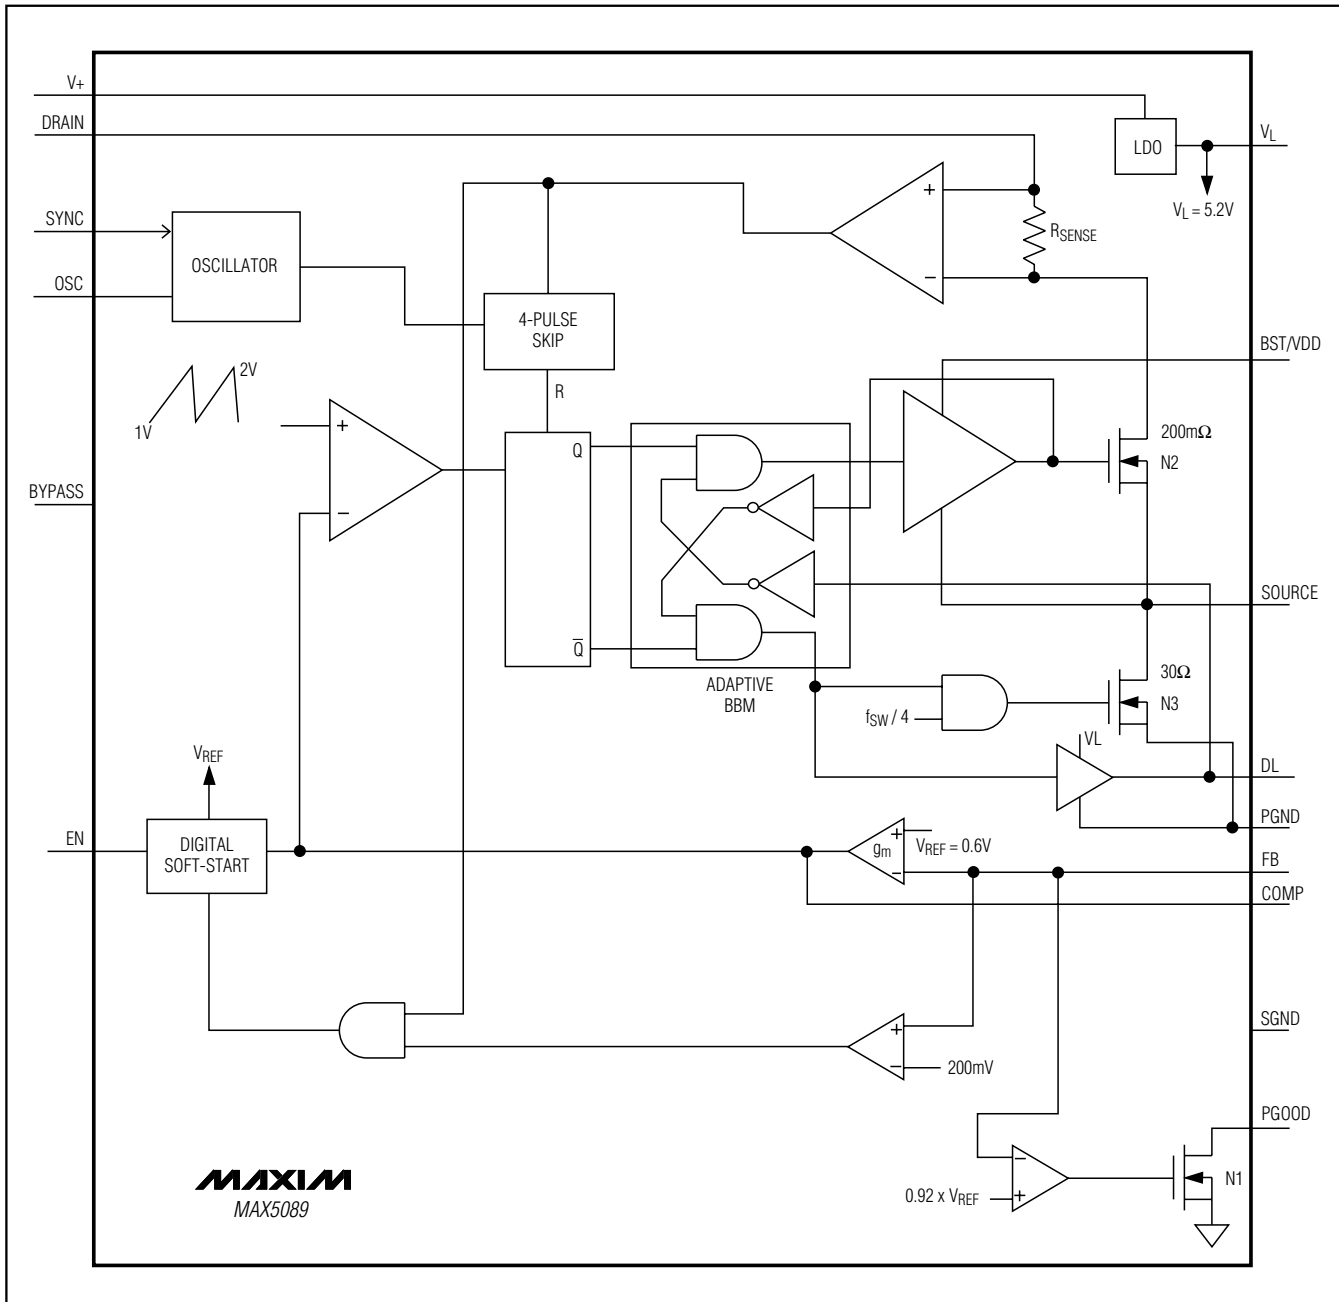 V+
DRAIN
LDO
VL
VL = 5.2V
SYNC
OSCILLATOR
OSC
+
RSENSE
−
4-PULSE
SKIP
BST/VDD
2V
1V
R
+
Q
200mΩ
N2
BYPASS
−
SOURCE
Q̅
ADAPTIVE
BBM
30Ω
N3
fSW / 4
VL
DL
VREF
PGND
EN
DIGITAL
SOFT-START
gm
+
VREF = 0.6V
−
FB
COMP
+
−
200mV
SGND
PGOOD
−
N1
0.92 x VREF
+
MAXIM
MAX5089